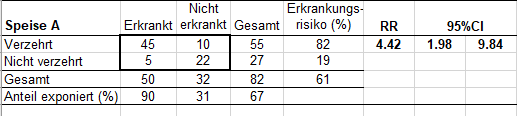 Speise A Erkrankt Nicht erkrankt Gesamt Erkrankungs-risiko (%) RR 95%CI
Verzehrt 45 10 55 82 4.42 1.98 9.84
Nicht verzehrt 5 22 27 19
Gesamt 50 32 82 61
Anteil exponiert (%) 90 31 67